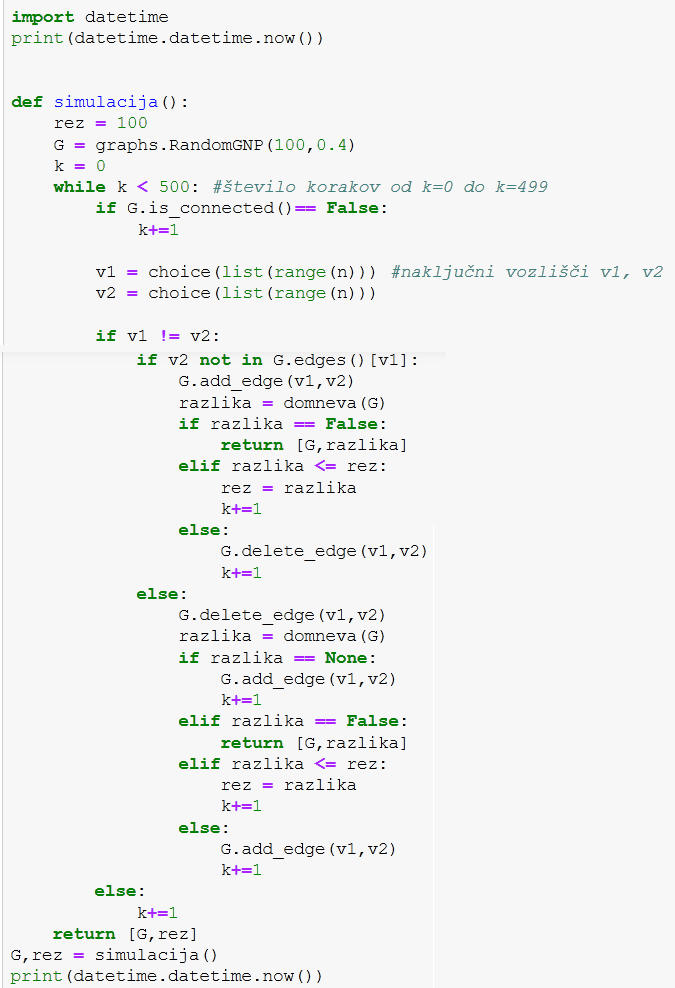 import datetime
print(datetime.datetime.now())
def simulacija():
    rez = 100
    G = graphs.RandomGNP(100,0.4)
    k = 0
    while k < 500: #število korakov od k=0 do k=499
        if G.is_connected()== False:
            k+=1
        v1 = choice(list(range(n))) #naključni vozlišči v1, v2
        v2 = choice(list(range(n)))
        if v1 != v2:
            if v2 not in G.edges()[v1]:
                G.add_edge(v1,v2)
                razlika = domneva(G)
                if razlika == False:
                    return [G,razlika]
                elif razlika <= rez:
                    rez = razlika
                    k+=1
                else:
                    G.delete_edge(v1,v2)
                    k+=1
            else:
                G.delete_edge(v1,v2)
                razlika = domneva(G)
                if razlika == None:
                    G.add_edge(v1,v2)
                    k+=1
                elif razlika == False:
                    return [G,razlika]
                elif razlika <= rez:
                    rez = razlika
                    k+=1
                else:
                    G.add_edge(v1,v2)
                    k+=1
        else:
            k+=1
    return [G,rez]
G,rez = simulacija()
print(datetime.datetime.now())